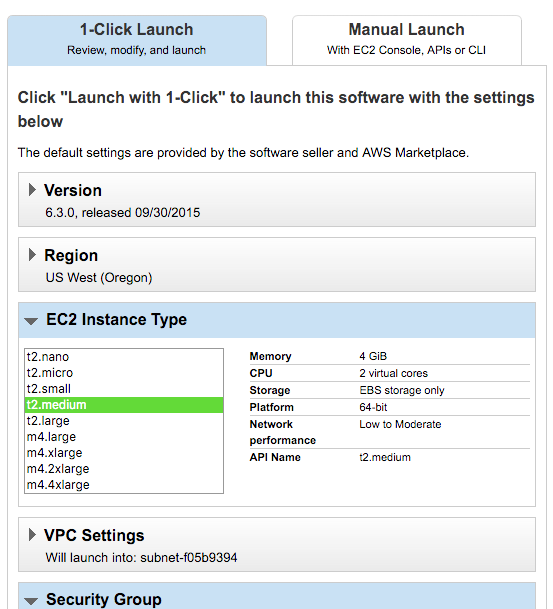 1-Click Launch
Review, modify, and launch
Manual Launch
With EC2 Console, APIs or CLI
Click "Launch with 1-Click" to launch this software with the settings
below
The default settings are provided by the software seller and AWS Marketplace.
Version
6.3.0, released 09/30/2015
Region
US West (Oregon)
EC2 Instance Type
t2.nano
t2.micro
t2.small
t2.medium
t2.large
m4.large
m4.xlarge
m4.2xlarge
m4.4xlarge
Memory 4 GiB
CPU 2 virtual cores
Storage EBS storage only
Platform 64-bit
Network Low to Moderate
performance
API Name t2.medium
VPC Settings
Will launch into: subnet-f05b9394
Security Group